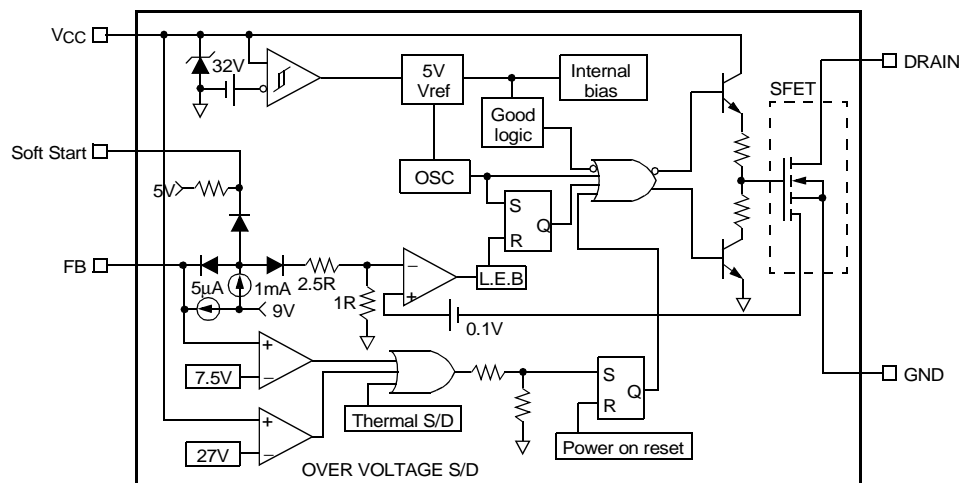 VCC
DRAIN
32V
5V
Vref
Internal
bias
SFET
Good
logic
Soft Start
5V
OSC
S
Q
R
FB
5μA
1mA
9V
2.5R
1R
−
+
L.E.B
0.1V
+
−
7.5V
S
Q
R
GND
Thermal S/D
+
−
27V
Power on reset
OVER VOLTAGE S/D